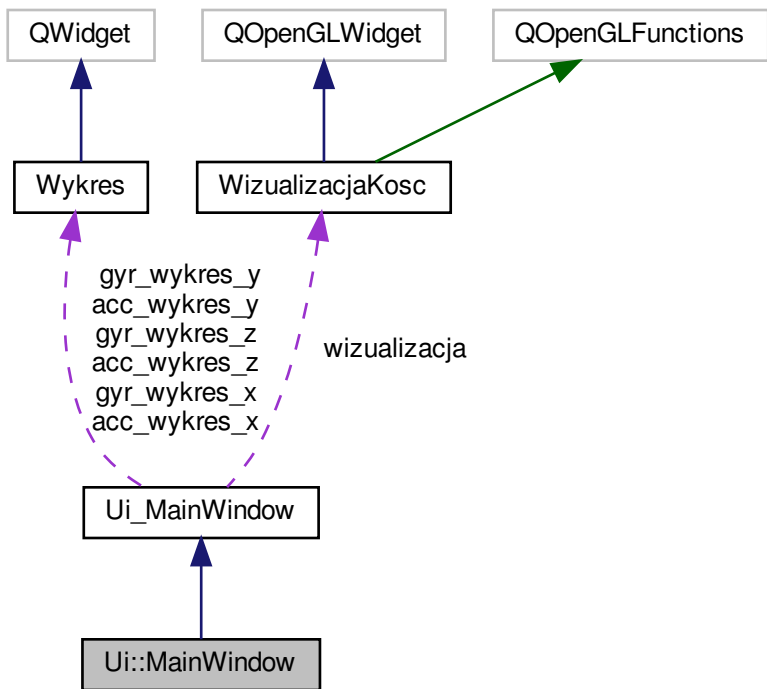 QWidget
QOpenGLWidget
QOpenGLFunctions
Wykres
WizualizacjaKosc
gyr_wykres_y
acc_wykres_y
gyr_wykres_z
acc_wykres_z
gyr_wykres_x
acc_wykres_x
wizualizacja
Ui_MainWindow
Ui::MainWindow